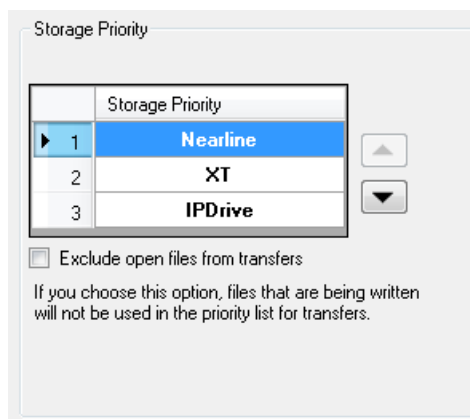 Storage Priority
Storage Priority
1 Nearline
2 XT
3 IPDrive
Exclude open files from transfers
If you choose this option, files that are being written
will not be used in the priority list for transfers.